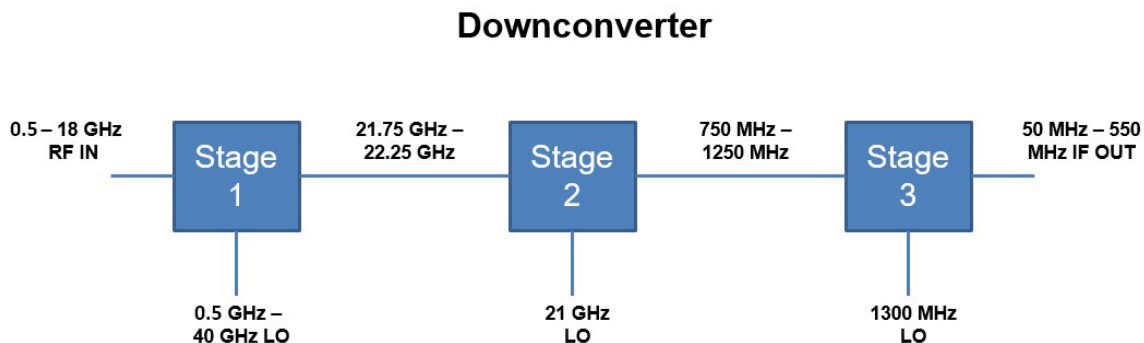 Downconverter
0.5 – 18 GHz
RF IN
Stage
1
21.75 GHz –
22.25 GHz
Stage
2
750 MHz –
1250 MHz
Stage
3
50 MHz – 550
MHz IF OUT
0.5 GHz –
40 GHz LO
21 GHz
LO
1300 MHz
LO